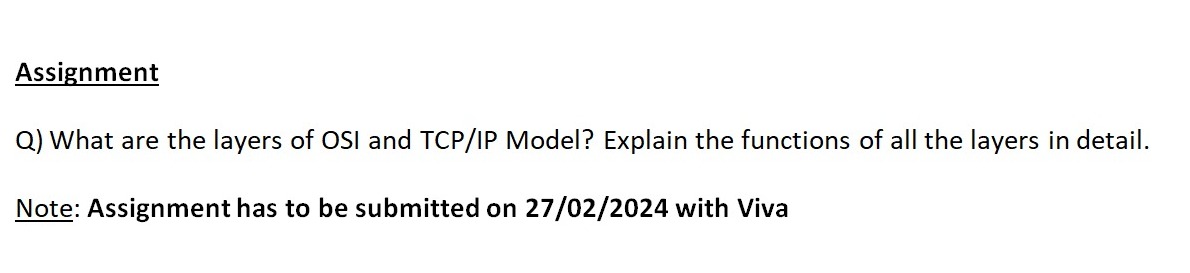 Assignment
Q) What are the layers of OSI and TCP/IP Model? Explain the functions of all the layers in detail.
Note: Assignment has to be submitted on 27/02/2024 with Viva